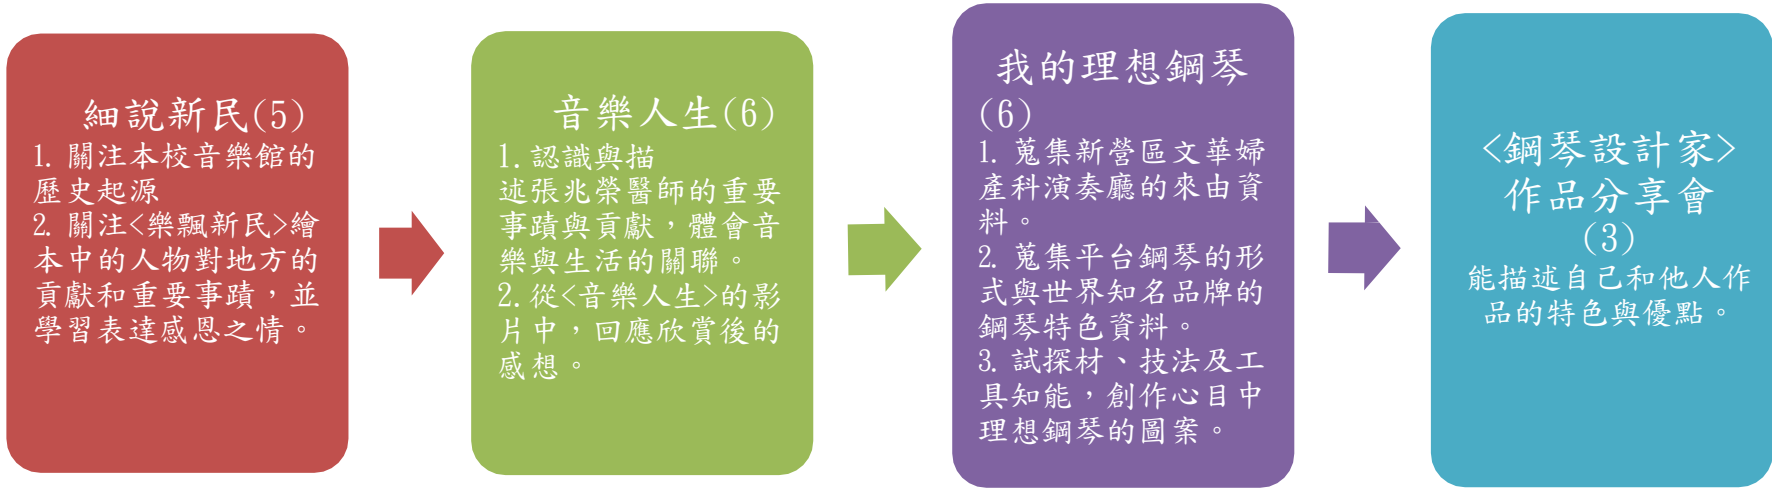 細說新民(5)
1. 關注本校音樂館的
歷史起源
2. 關注<樂飄新民>繪
本中的人物對地方的
貢獻和重要事蹟，並
學習表達感恩之情。
音樂人生(6)
1. 認識與描
述張兆榮醫師的重要
事蹟與貢獻，體會音
樂與生活的關聯。
2. 從<音樂人生>的影
片中，回應欣賞後的
感想。
我的理想鋼琴
(6)
1. 蒐集新營區文華婦
產科演奏廳的來由資
料。
2. 蒐集平台鋼琴的形
式與世界知名品牌的
鋼琴特色資料。
3. 試探材、技法及工
具知能，創作心目中
理想鋼琴的圖案。
<鋼琴設計家>
作品分享會
(3)
能描述自己和他人作
品的特色與優點。